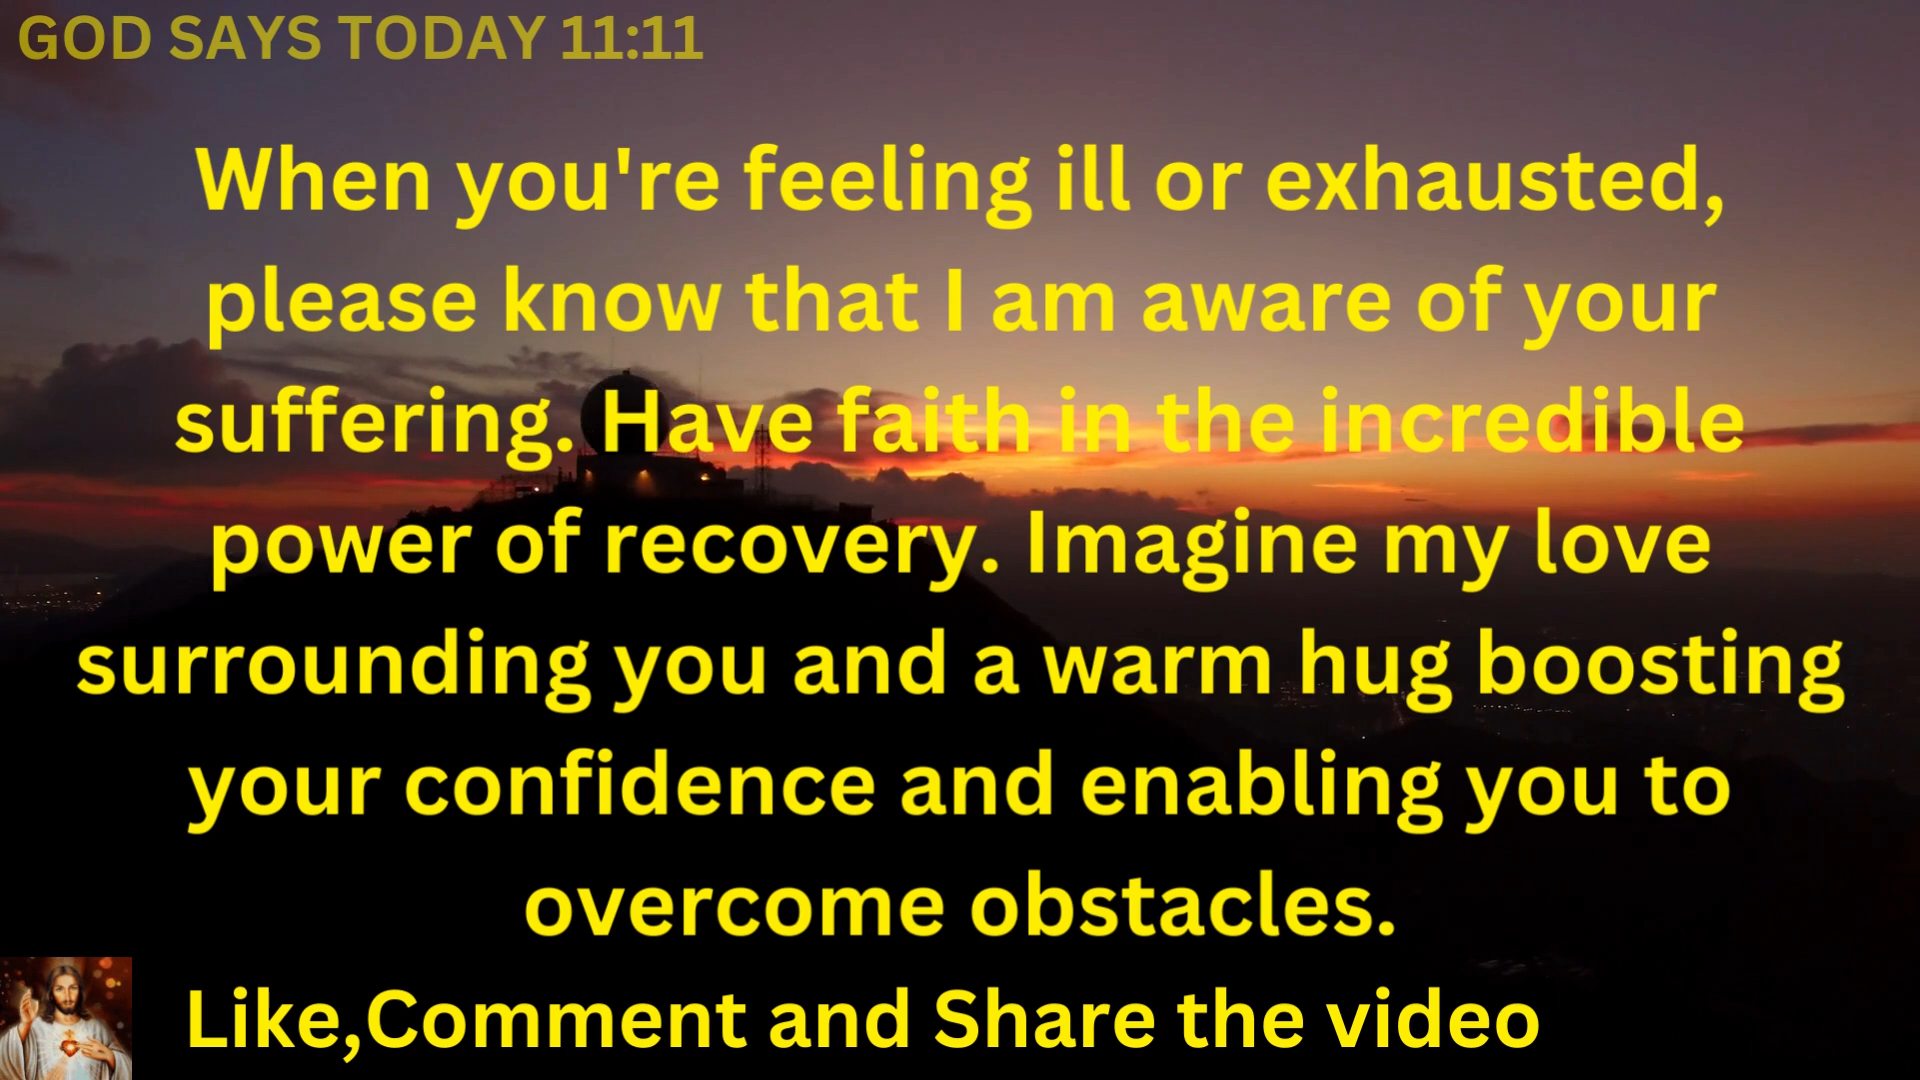 GOD SAYS TODAY 11:11
When you're feeling ill or exhausted,
please know that I am aware of your
suffering. Have faith in the incredible
power of recovery. Imagine my love
surrounding you and a warm hug boosting
your confidence and enabling you to
overcome obstacles.
Like,Comment and Share the video